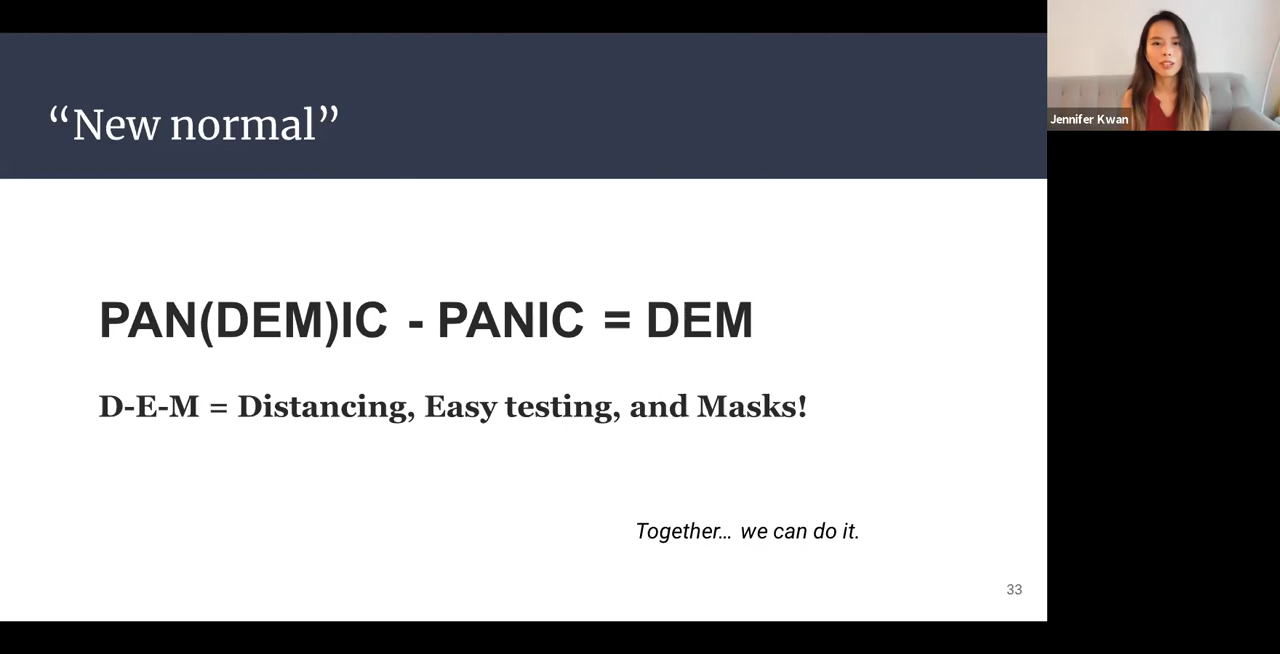 “New normal”
PAN(DEM)IC - PANIC = DEM
D-E-M = Distancing, Easy testing, and Masks!
Together... we can do it.
33
Jennifer Kwan